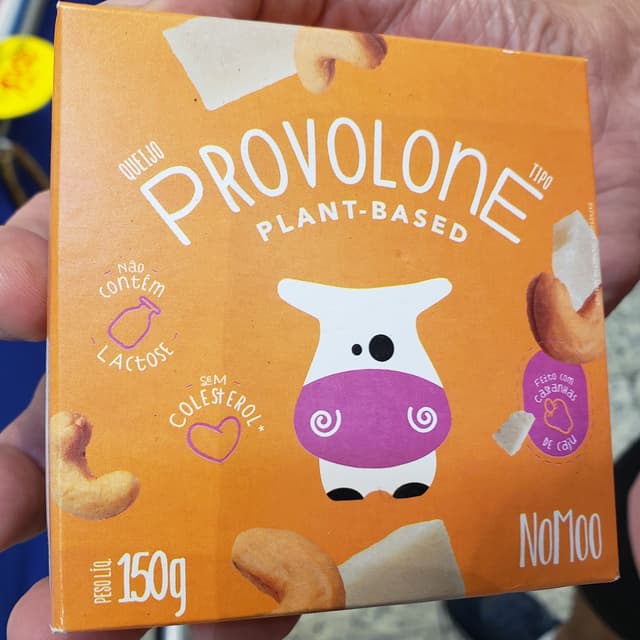 QUEIJO
PROVOLONE
TIPO
PLANT-BASED
Não
contém
LActose
SEM
COLEStEROL*
FEito com
caStanhas
DE caju
PESO LÍQ.
150g
NoMoo